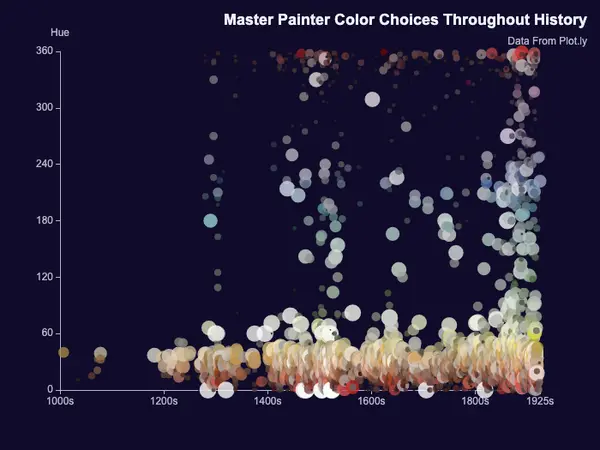 Master Painter Color Choices Throughout History
Data From Plot.ly
Hue
360
300
240
180
120
60
0
1000s
1200s
1400s
1600s
1800s
1925s